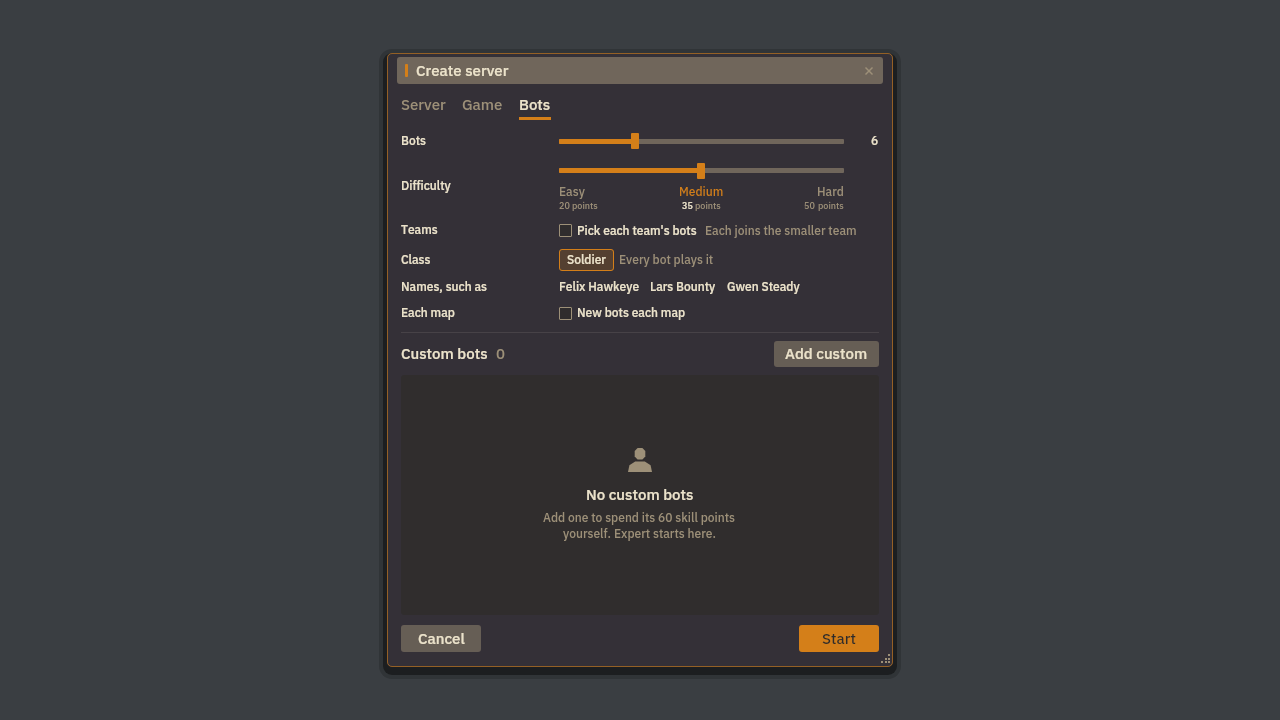 Create server
Server Game Bots
Bots 6
Difficulty
Easy Medium Hard
20 points 35 points 50 points
Teams Pick each team's bots Each joins the smaller team
Class Soldier Every bot plays it
Names, such as Felix Hawkeye Lars Bounty Gwen Steady
Each map New bots each map
Custom bots 0 Add custom
No custom bots
Add one to spend its 60 skill points
yourself. Expert starts here.
Cancel Start